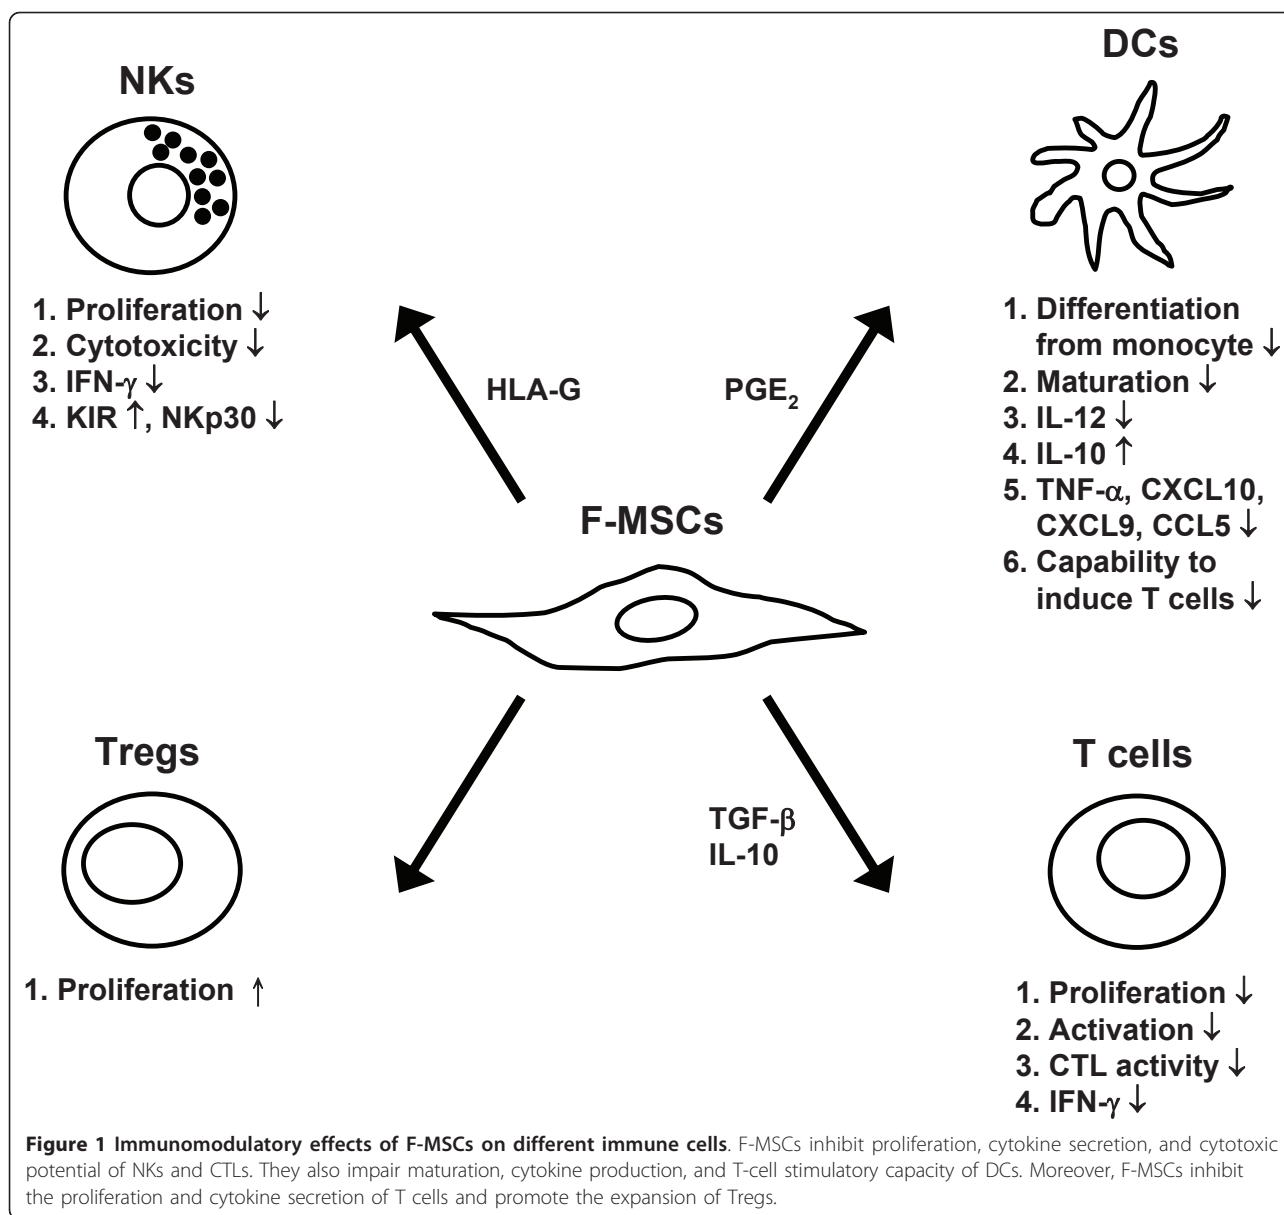 NKs
1. Proliferation ↓
2. Cytotoxicity ↓
3. IFN-γ ↓
4. KIR ↑, NKp30 ↓
HLA-G
DCs
1. Differentiation
from monocyte ↓
2. Maturation ↓
3. IL-12 ↓
4. IL-10 ↑
5. TNF-α, CXCL10,
CXCL9, CCL5 ↓
6. Capability to
induce T cells ↓
PGE₂
F-MSCs
Tregs
1. Proliferation ↑
TGF-β
IL-10
T cells
1. Proliferation ↓
2. Activation ↓
3. CTL activity ↓
4. IFN-γ ↓
Figure 1 Immunomodulatory effects of F-MSCs on different immune cells. F-MSCs inhibit proliferation, cytokine secretion, and cytotoxic
potential of NKs and CTLs. They also impair maturation, cytokine production, and T-cell stimulatory capacity of DCs. Moreover, F-MSCs inhibit
the proliferation and cytokine secretion of T cells and promote the expansion of Tregs.